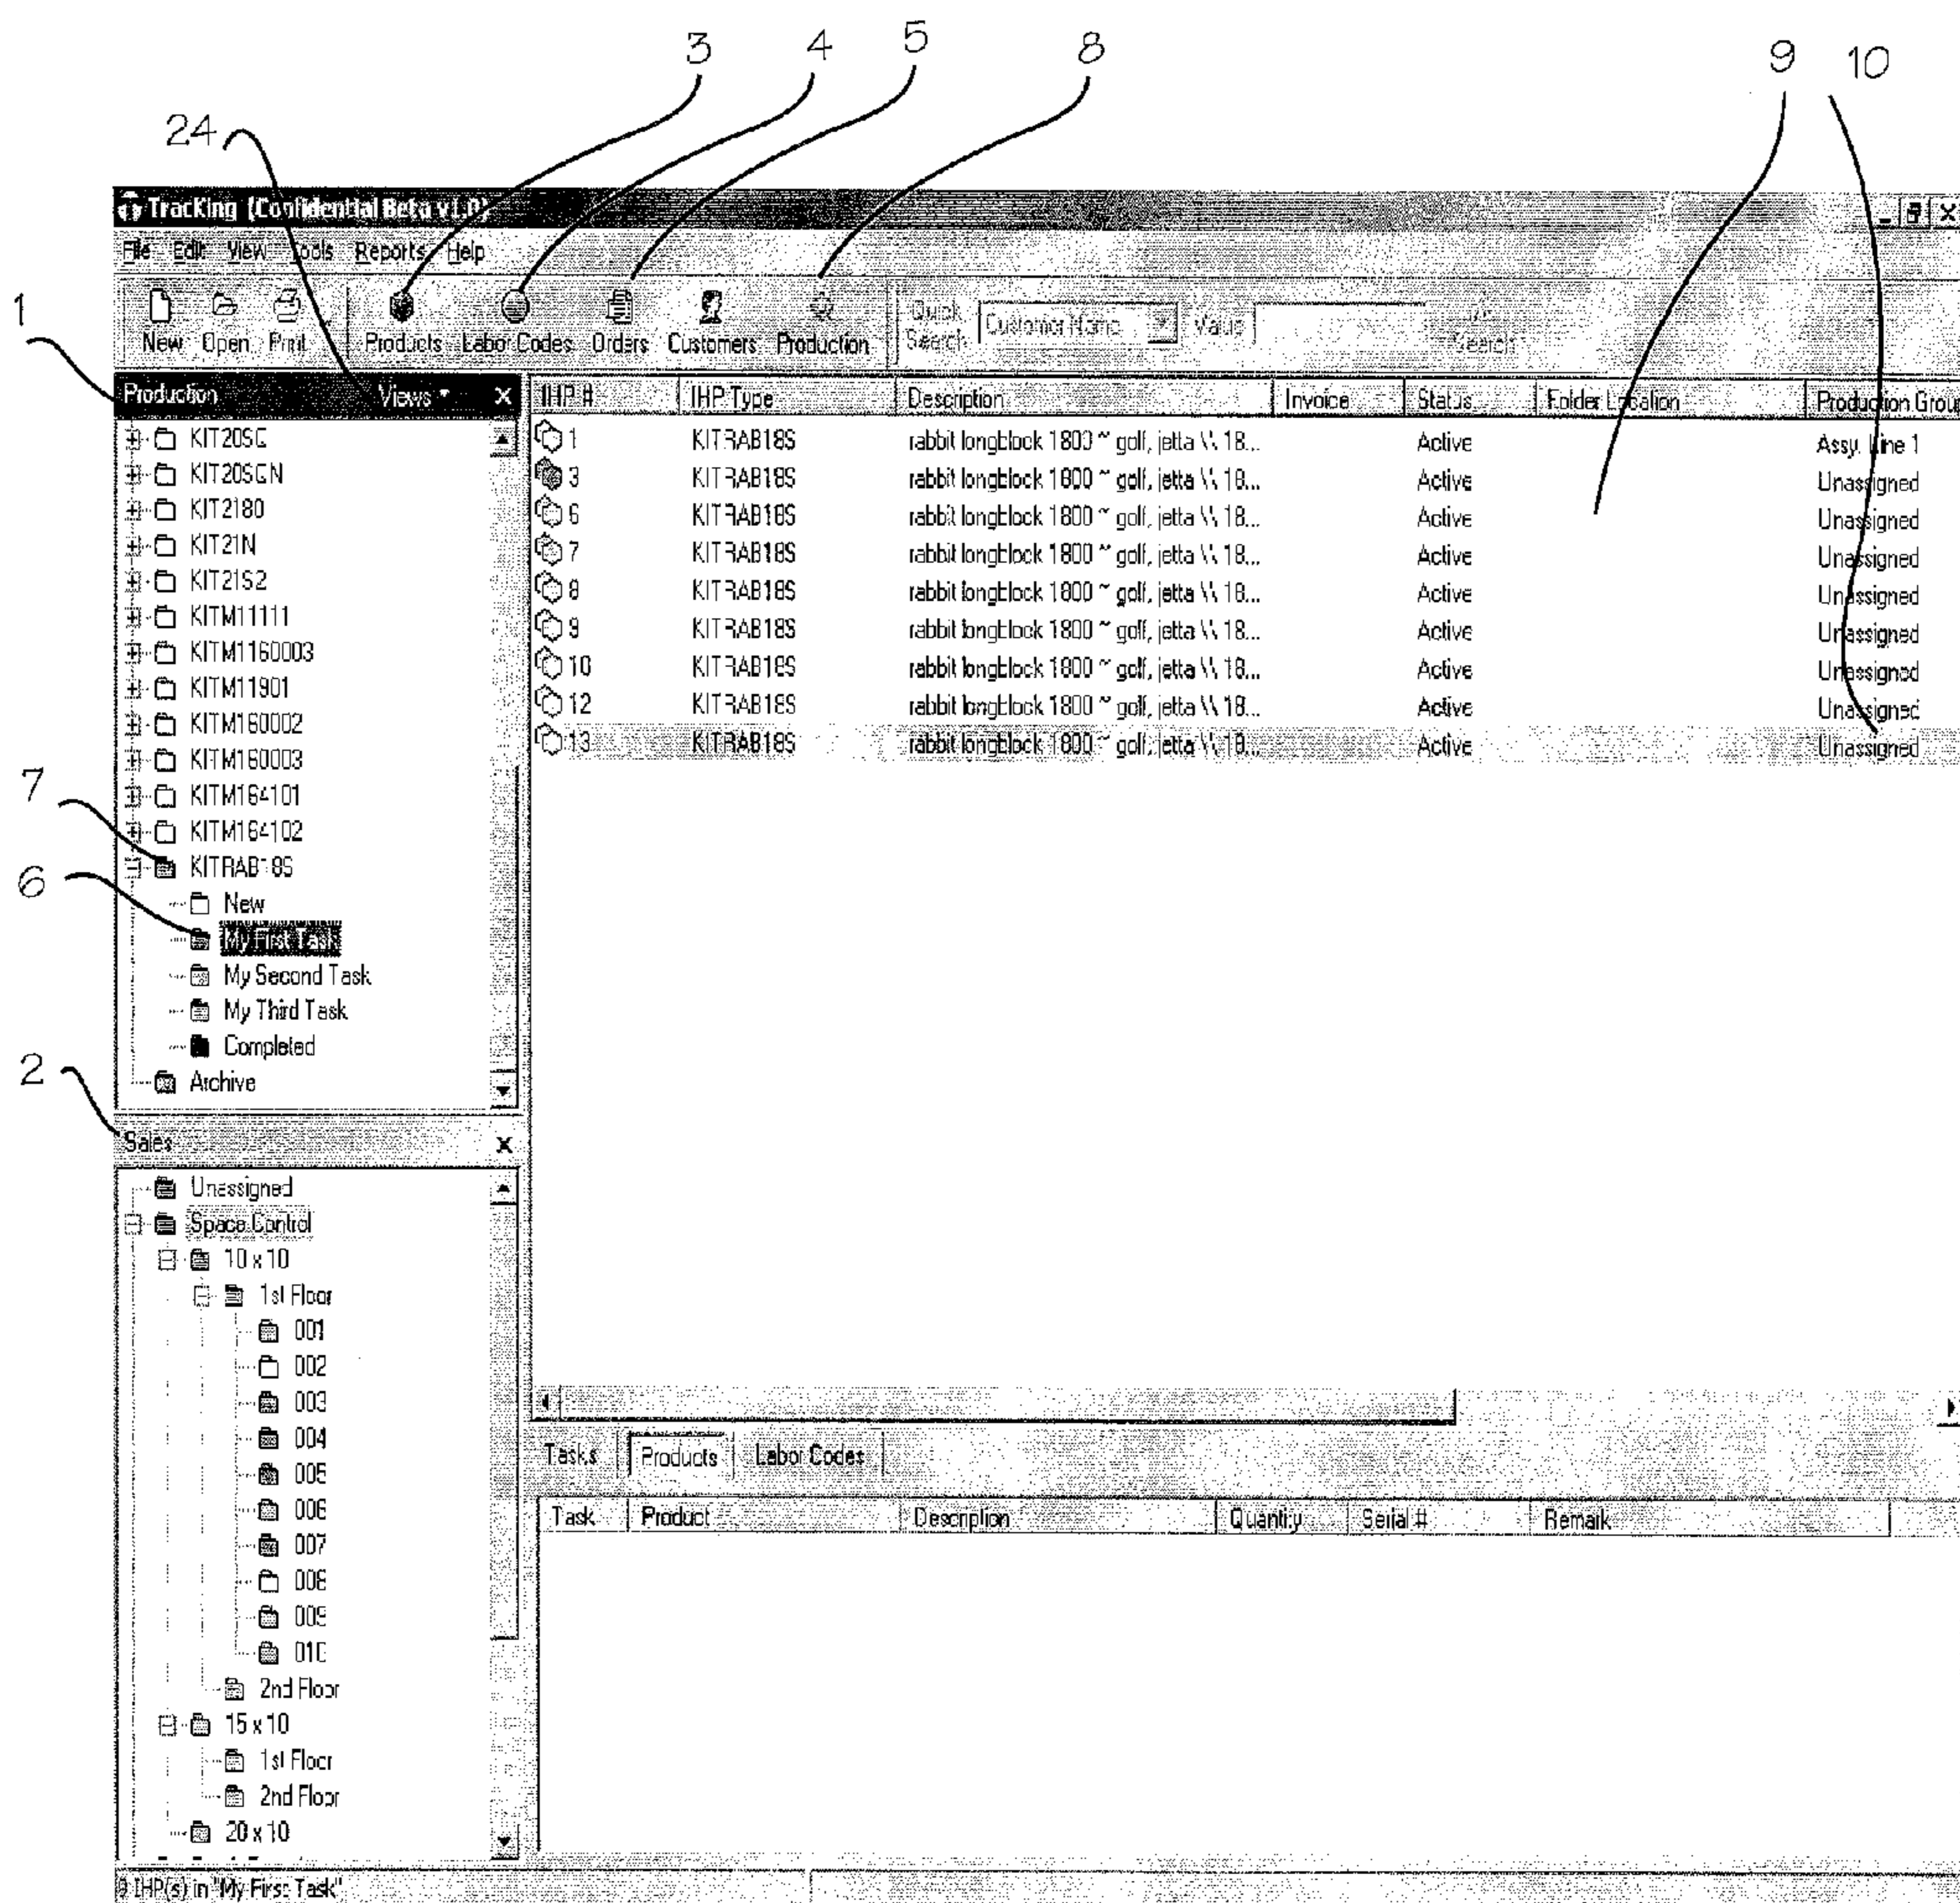 3 4 5 8 9 10
24
TracKing (Confidential Beta v1.0)
File Edit View Tools Reports Help
1
New Open Print Products Labor Codes Orders Customers Production Quick Search Customer Name Value Search
Production Views
IHP # IHP Type Description Invoice Status Folder Location Production Grou
KIT20SG
KIT20SGN
KIT2180
KIT21N
KIT21S2
KITM11111
KITM1160003
KITM11901
KITM160002
KITM160003
7
KITM164101
KITM164102
KITRAB18S
6
New
My First Task
My Second Task
My Third Task
Completed
2
Archive
1 KITRAB18S rabbit longblock 1800 ~ golf, jetta \\ 18... Active Assy. Line 1
3 KITRAB18S rabbit longblock 1800 ~ golf, jetta \\ 18... Active Unassigned
6 KITRAB18S rabbit longblock 1800 ~ golf, jetta \\ 18... Active Unassigned
7 KITRAB18S rabbit longblock 1800 ~ golf, jetta \\ 18... Active Unassigned
8 KITRAB18S rabbit longblock 1800 ~ golf, jetta \\ 18... Active Unassigned
9 KITRAB18S rabbit longblock 1800 ~ golf, jetta \\ 18... Active Unassigned
10 KITRAB18S rabbit longblock 1800 ~ golf, jetta \\ 18... Active Unassigned
12 KITRAB18S rabbit longblock 1800 ~ golf, jetta \\ 18... Active Unassigned
13 KITRAB18S rabbit longblock 1800 ~ golf, jetta \\ 18... Active Unassigned
Sales
Unassigned
Space Control
10 x 10
1st Floor
001
002
003
004
005
006
007
008
009
010
2nd Floor
15 x 10
1st Floor
2nd Floor
20 x 10
Tasks Products Labor Codes
Task Product Description Quantity Serial # Remark
9 IHP(s) in "My First Task"